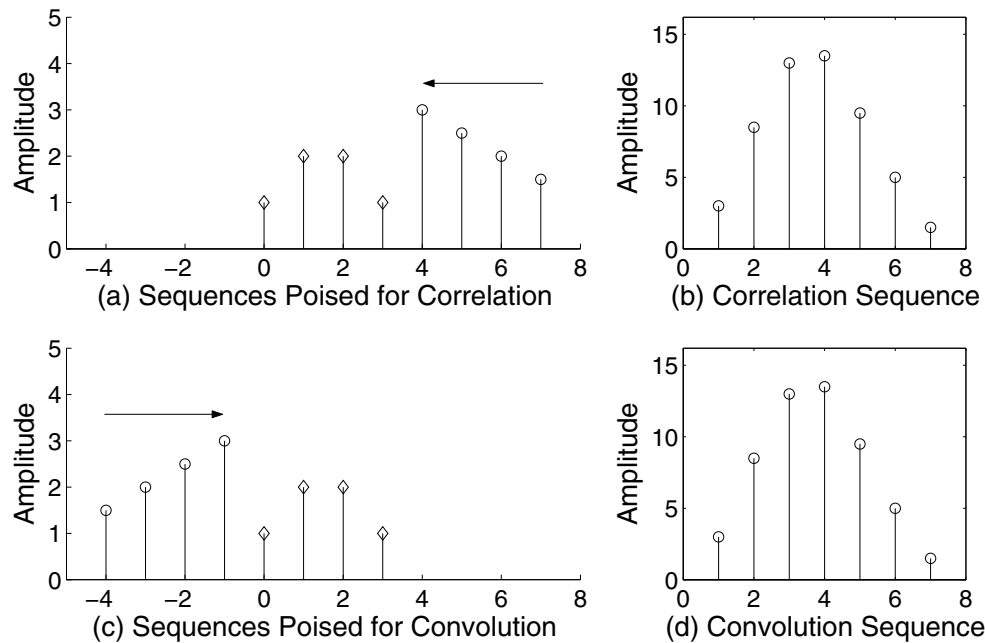 5
4
3
2
1
0
Amplitude
−4 −2 0 2 4 6 8
(a) Sequences Poised for Correlation
15
10
5
0
Amplitude
0 2 4 6 8
(b) Correlation Sequence
5
4
3
2
1
0
Amplitude
−4 −2 0 2 4 6 8
(c) Sequences Poised for Convolution
15
10
5
0
Amplitude
0 2 4 6 8
(d) Convolution Sequence